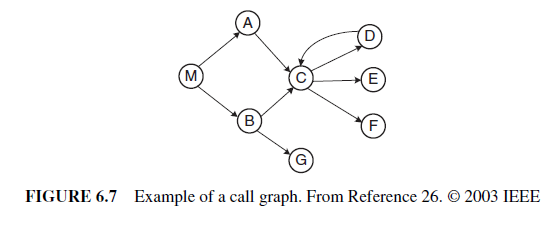 A
D
M
C
E
B
F
G
FIGURE 6.7 Example of a call graph. From Reference 26. © 2003 IEEE